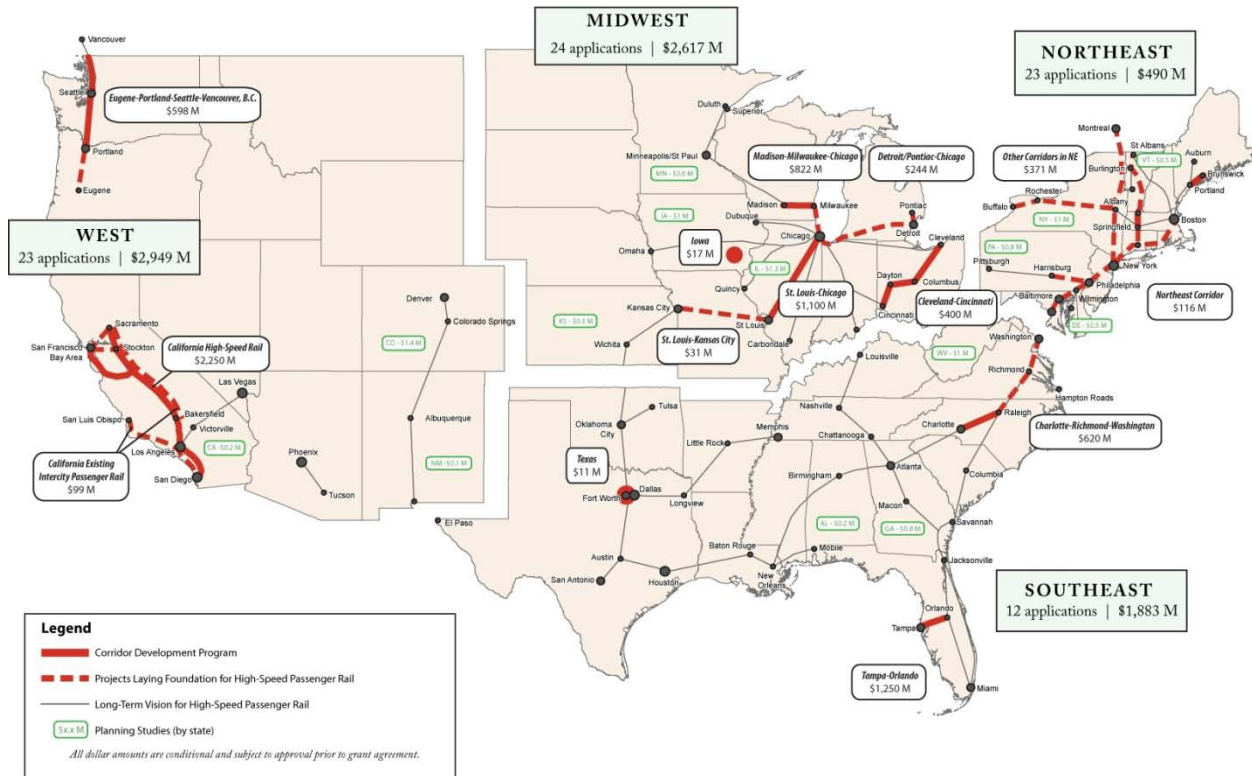 MIDWEST
24 applications | $2,617 M
NORTHEAST
23 applications | $490 M
WEST
23 applications | $2,949 M
SOUTHEAST
12 applications | $1,883 M
Vancouver
Seattle
Eugene-Portland-Seattle-Vancouver, B.C.
$598 M
Portland
Eugene
Sacramento
San Francisco
Bay Area
Stockton
California High-Speed Rail
$2,250 M
Las Vegas
San Luis Obispo
Bakersfield
Victorville
Los Angeles
CA - $0.2 M
California Existing
Intercity Passenger Rail
$99 M
San Diego
Phoenix
Tucson
Denver
Colorado Springs
CO - $1.4 M
Albuquerque
NM - $0.1 M
El Paso
Duluth
Superior
Minneapolis/St Paul
MN - $0.6 M
Madison-Milwaukee-Chicago
$822 M
Detroit/Pontiac-Chicago
$244 M
Madison
Milwaukee
Pontiac
Detroit
IA - $1 M
Dubuque
Chicago
Cleveland
Omaha
Iowa
$17 M
IL - $1.3 M
Quincy
St. Louis-Chicago
$1,100 M
Dayton
Columbus
Cleveland-Cincinnati
$400 M
Cincinnati
Kansas City
KS - $0.3 M
St Louis
Carbondale
Wichita
St. Louis-Kansas City
$31 M
Montreal
St Albans
VT - $0.5 M
Auburn
Other Corridors in NE
$371 M
Burlington
Brunswick
Portland
Rochester
Buffalo
Albany
NY - $1 M
Boston
Springfield
PA - $0.8 M
Pittsburgh
Harrisburg
New York
Philadelphia
Baltimore
Wilmington
Northeast Corridor
$116 M
DE - $0.5 M
Washington
WV - $1 M
Louisville
Richmond
Hampton Roads
Nashville
Raleigh
Charlotte
Charlotte-Richmond-Washington
$620 M
Tulsa
Oklahoma
City
Little Rock
Memphis
Chattanooga
Texas
$11 M
Dallas
Fort Worth
Longview
Birmingham
Atlanta
Columbia
Macon
AL - $0.2 M
GA - $0.8 M
Savannah
Austin
Baton Rouge
Mobile
Jacksonville
San Antonio
Houston
New
Orleans
Orlando
Tampa
Tampa-Orlando
$1,250 M
Miami
Legend
Corridor Development Program
Projects Laying Foundation for High-Speed Passenger Rail
Long-Term Vision for High-Speed Passenger Rail
$x.x M
Planning Studies (by state)
All dollar amounts are conditional and subject to approval prior to grant agreement.